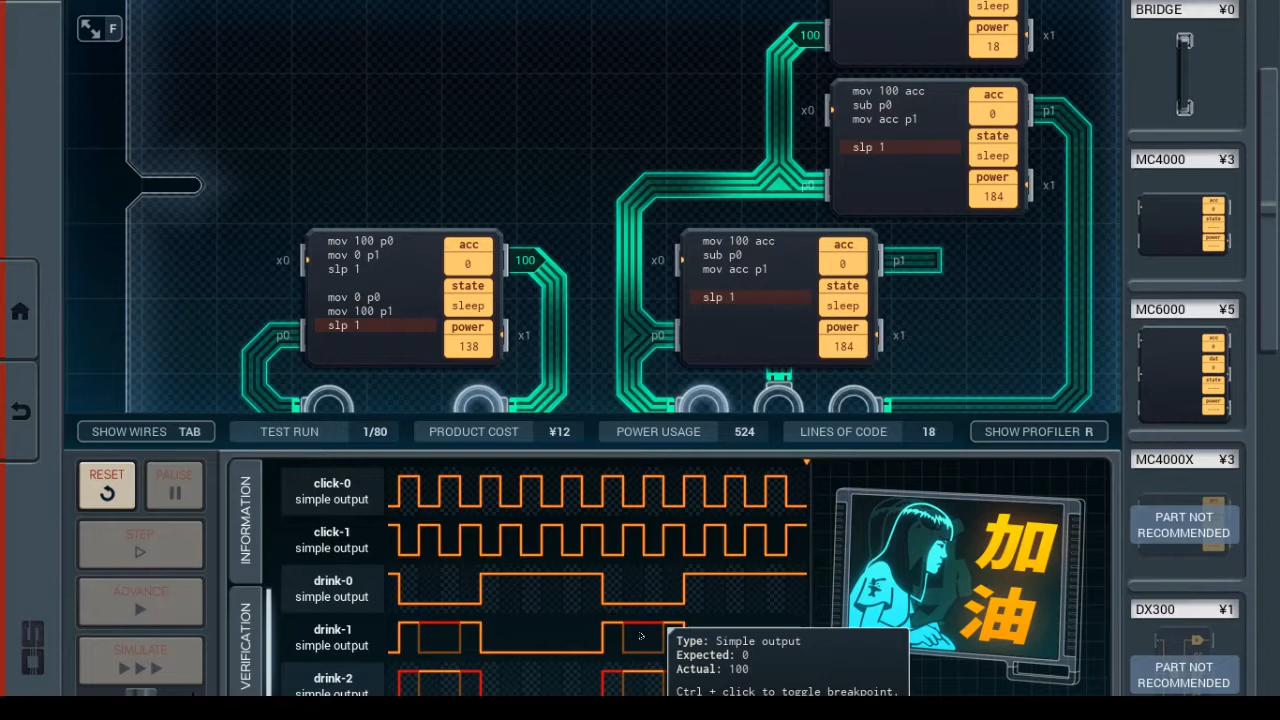 F
100
sleep
power
18
x1
mov 100 acc
sub p0
mov acc p1
slp 1
acc
0
state
sleep
power
184
x0
p1
p0
x1
mov 100 p0
mov 0 p1
slp 1
mov 0 p0
mov 100 p1
slp 1
acc
0
state
sleep
power
138
x0
100
p0
x1
mov 100 acc
sub p0
mov acc p1
slp 1
acc
0
state
sleep
power
184
x0
p1
p0
x1
SHOW WIRES TAB
TEST RUN 1/80
PRODUCT COST ¥12
POWER USAGE 524
LINES OF CODE 18
SHOW PROFILER R
RESET
PAUSE
STEP
ADVANCE
SIMULATE
INFORMATION
VERIFICATION
click-0
simple output
click-1
simple output
drink-0
simple output
drink-1
simple output
drink-2
simple output
Type: Simple output
Expected: 0
Actual: 100
Ctrl + click to toggle breakpoint.
加
油
BRIDGE ¥0
MC4000 ¥3
MC6000 ¥5
MC4000X ¥3
PART NOT
RECOMMENDED
DX300 ¥1
PART NOT
RECOMMENDED